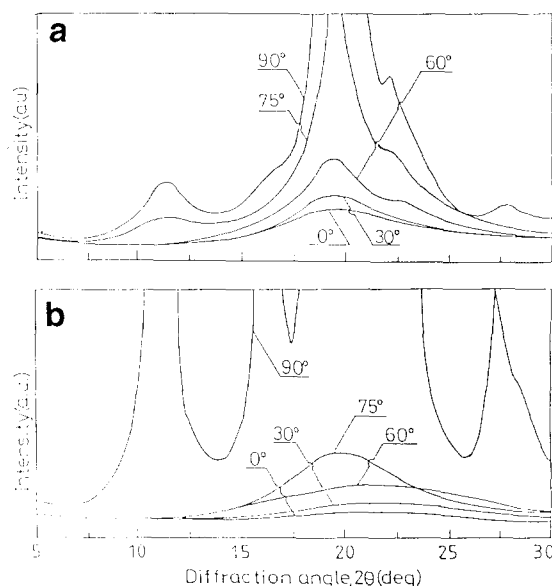 a
90°
60°
75°
Intensity(au)
0°
30°
b
90°
75°
30°
60°
0°
Intensity(a.u.)
5 10 15 20 25 30
Diffraction angle,2θ(deg)